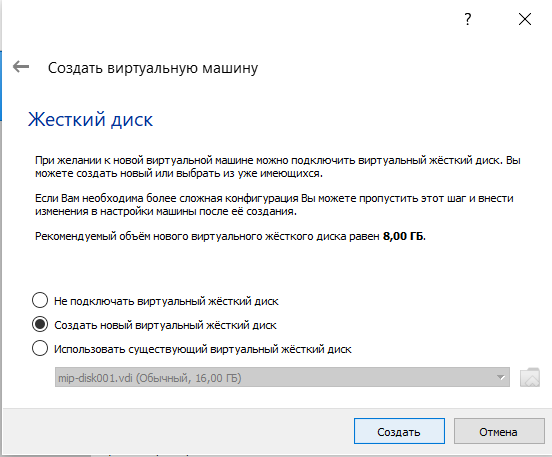 ?
Создать виртуальную машину
Жесткий диск
При желании к новой виртуальной машине можно подключить виртуальный жёсткий диск. Вы
можете создать новый или выбрать из уже имеющихся.
Если Вам необходима более сложная конфигурация Вы можете пропустить этот шаг и внести
изменения в настройки машины после её создания.
Рекомендуемый объём нового виртуального жёсткого диска равен 8,00 ГБ.
Не подключать виртуальный жёсткий диск
Создать новый виртуальный жёсткий диск
Использовать существующий виртуальный жёсткий диск
mip-disk001.vdi (Обычный, 16,00 ГБ)
Создать
Отмена